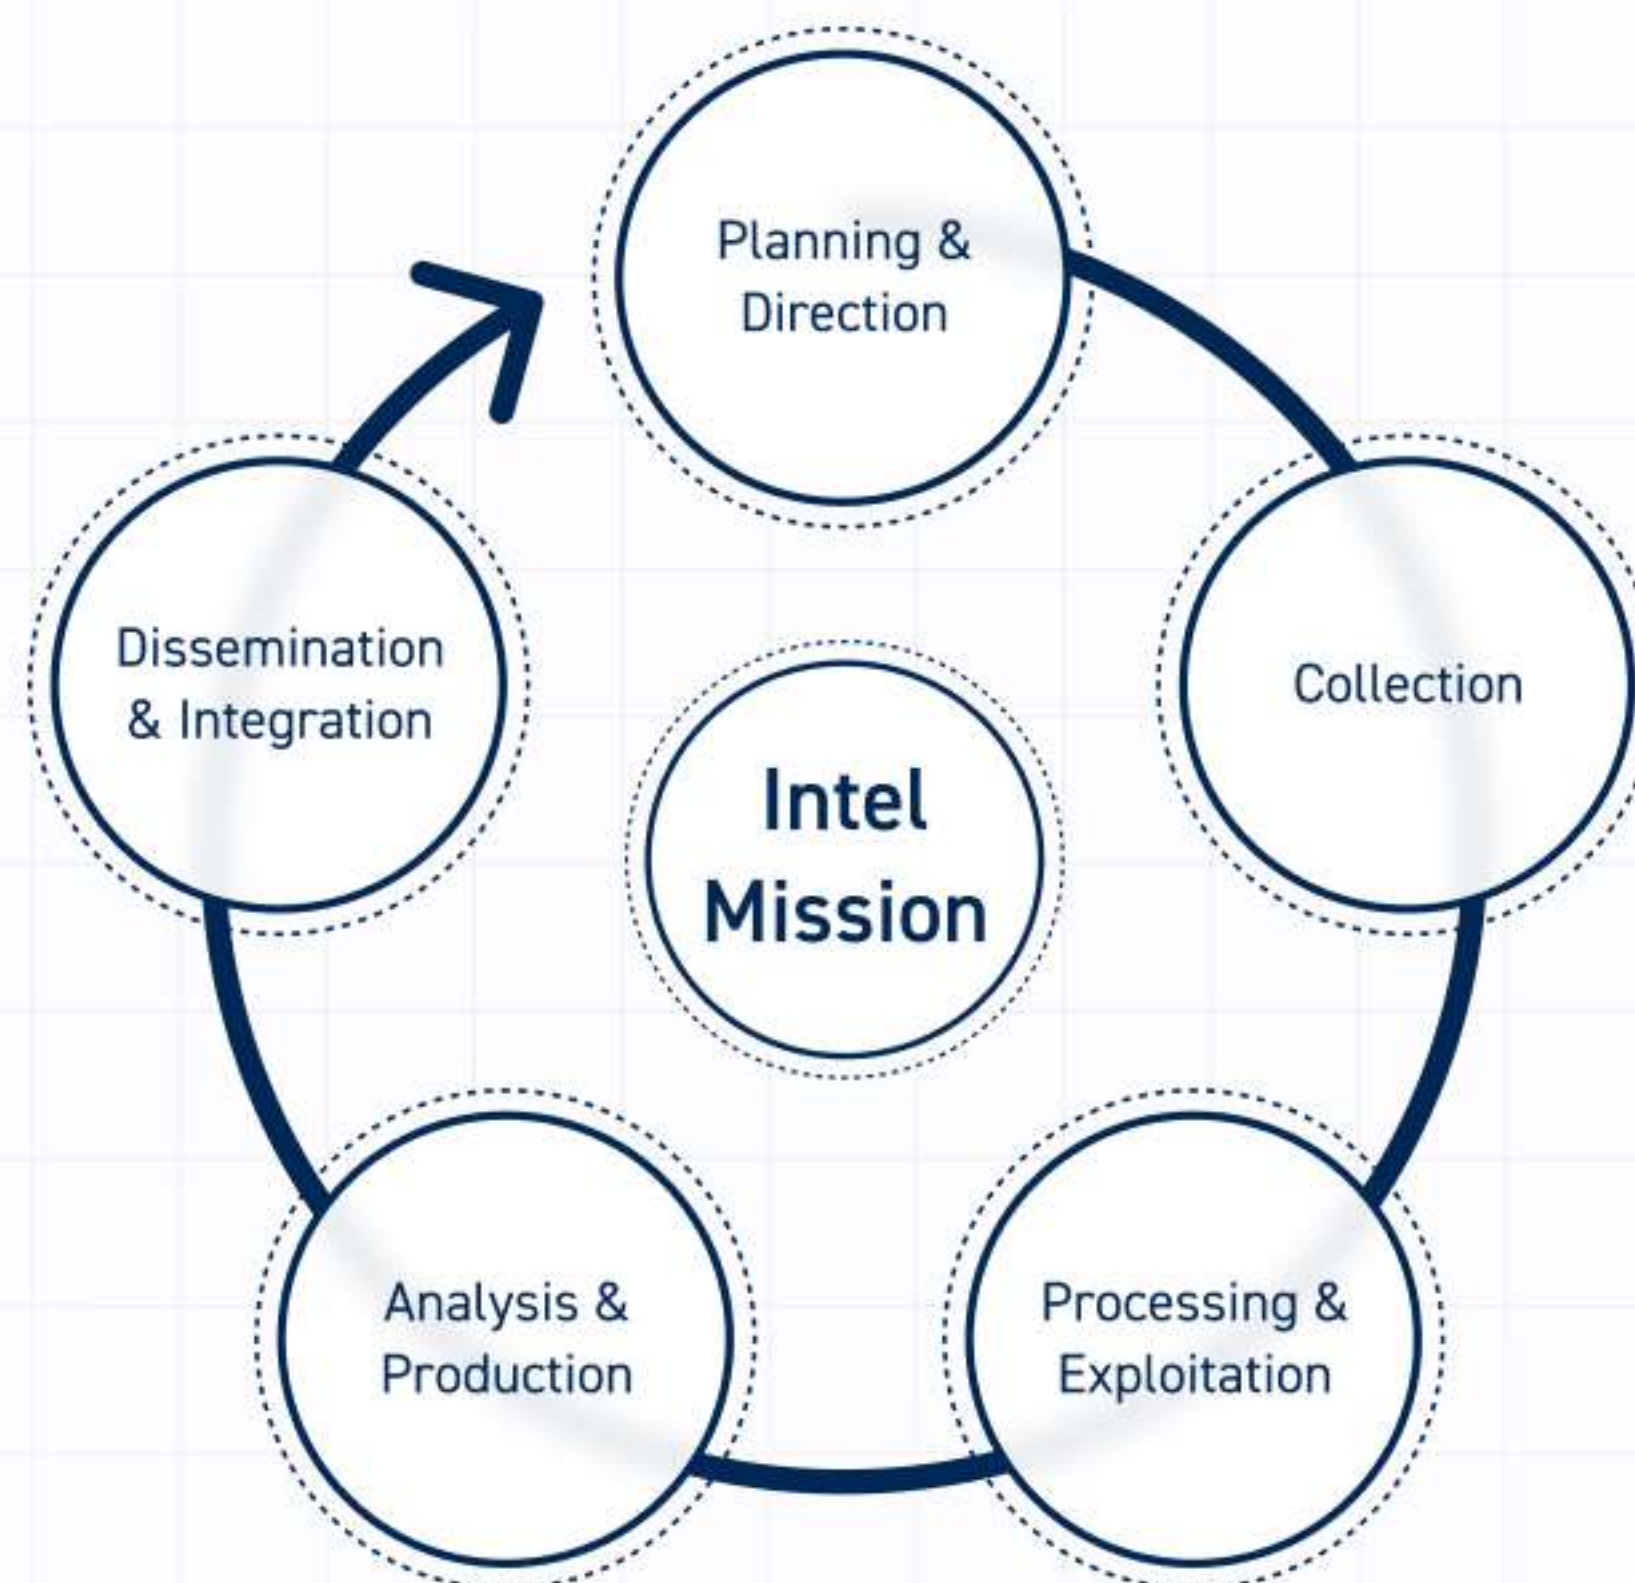 Planning &
Direction
Dissemination
& Integration
Collection
Intel
Mission
Analysis &
Production
Processing &
Exploitation